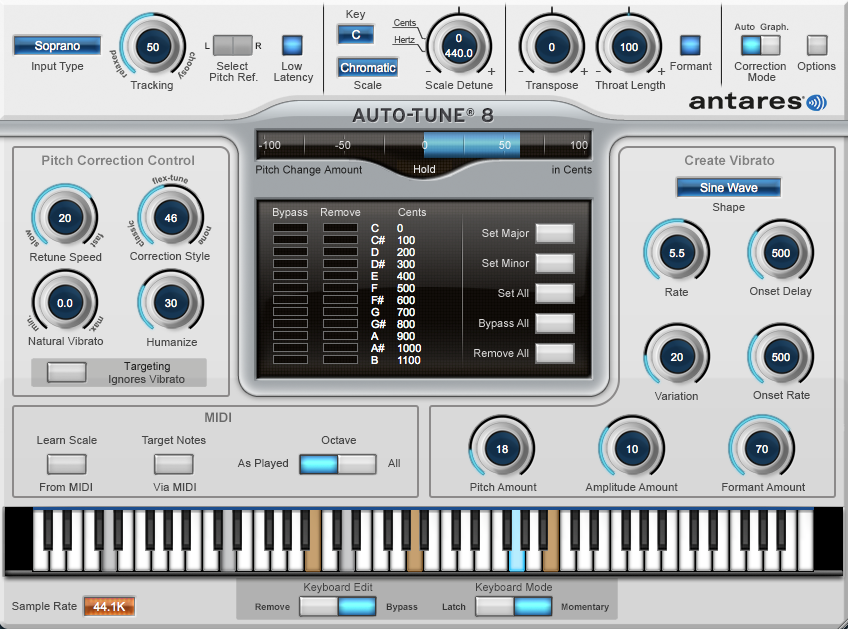 Soprano
Input Type
50
relaxed
choosy
Tracking
L
R
Select
Pitch Ref.
Low
Latency
Key
C
Chromatic
Scale
Cents
Hertz
0
440.0
-
+
Scale Detune
0
-
+
Transpose
100
-
+
Throat Length
Formant
Auto Graph.
Correction
Mode
Options
antares
AUTO-TUNE® 8
-100
-50
0
50
100
Pitch Change Amount
Hold
in Cents
Pitch Correction Control
20
slow
fast
Retune Speed
flex-tune
46
classic
none
Correction Style
0.0
min.
max.
Natural Vibrato
30
Humanize
Targeting
Ignores Vibrato
Bypass Remove Cents
C 0
C# 100
D 200
D# 300
E 400
F 500
F# 600
G 700
G# 800
A 900
A# 1000
B 1100
Set Major
Set Minor
Set All
Bypass All
Remove All
Create Vibrato
Sine Wave
Shape
5.5
Rate
500
Onset Delay
20
Variation
500
Onset Rate
18
Pitch Amount
10
Amplitude Amount
70
Formant Amount
MIDI
Learn Scale
From MIDI
Target Notes
Via MIDI
Octave
As Played
All
Sample Rate 44.1K
Keyboard Edit
Remove
Bypass
Keyboard Mode
Latch
Momentary